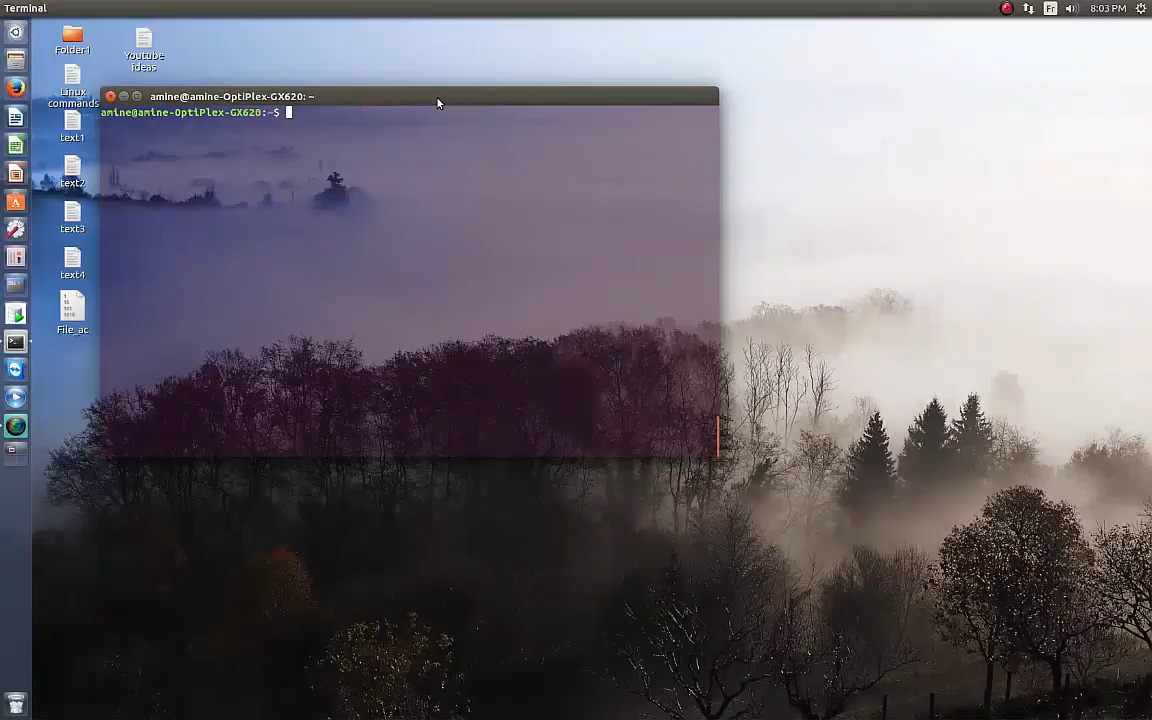 Terminal
Fr
8:03 PM
Folder1
Youtube
ideas
Linux
commands
text1
text2
text3
text4
File_ac
amine@amine-OptiPlex-GX620: ~
amine@amine-OptiPlex-GX620:~$